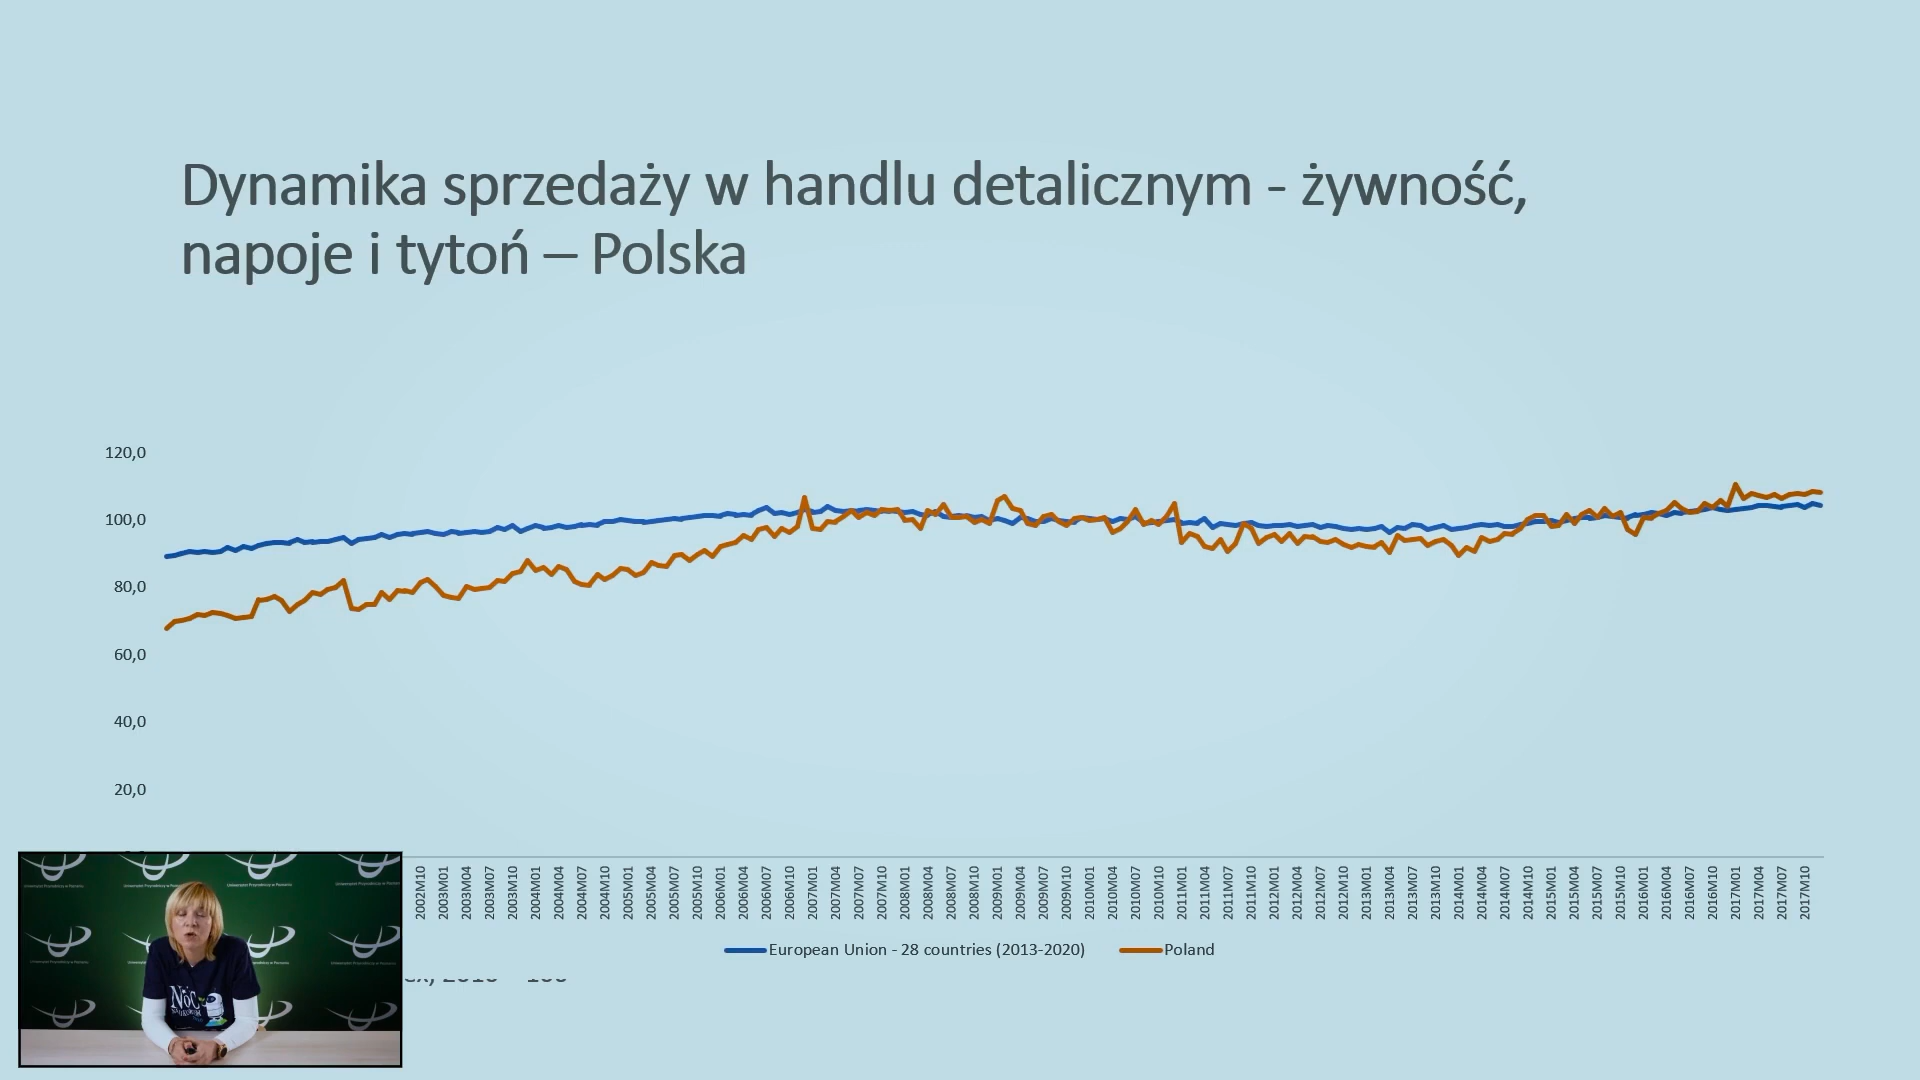 Dynamika sprzedaży w handlu detalicznym - żywność,
napoje i tytoń – Polska
120,0
100,0
80,0
60,0
40,0
20,0
2002M10
2003M01
2003M04
2003M07
2003M10
2004M01
2004M04
2004M07
2004M10
2005M01
2005M04
2005M07
2005M10
2006M01
2006M04
2006M07
2006M10
2007M01
2007M04
2007M07
2007M10
2008M01
2008M04
2008M07
2008M10
2009M01
2009M04
2009M07
2009M10
2010M01
2010M04
2010M07
2010M10
2011M01
2011M04
2011M07
2011M10
2012M01
2012M04
2012M07
2012M10
2013M01
2013M04
2013M07
2013M10
2014M01
2014M04
2014M07
2014M10
2015M01
2015M04
2015M07
2015M10
2016M01
2016M04
2016M07
2016M10
2017M01
2017M04
2017M07
2017M10
European Union - 28 countries (2013-2020)
Poland
Uniwersytet Przyrodniczy w Poznaniu
NOC